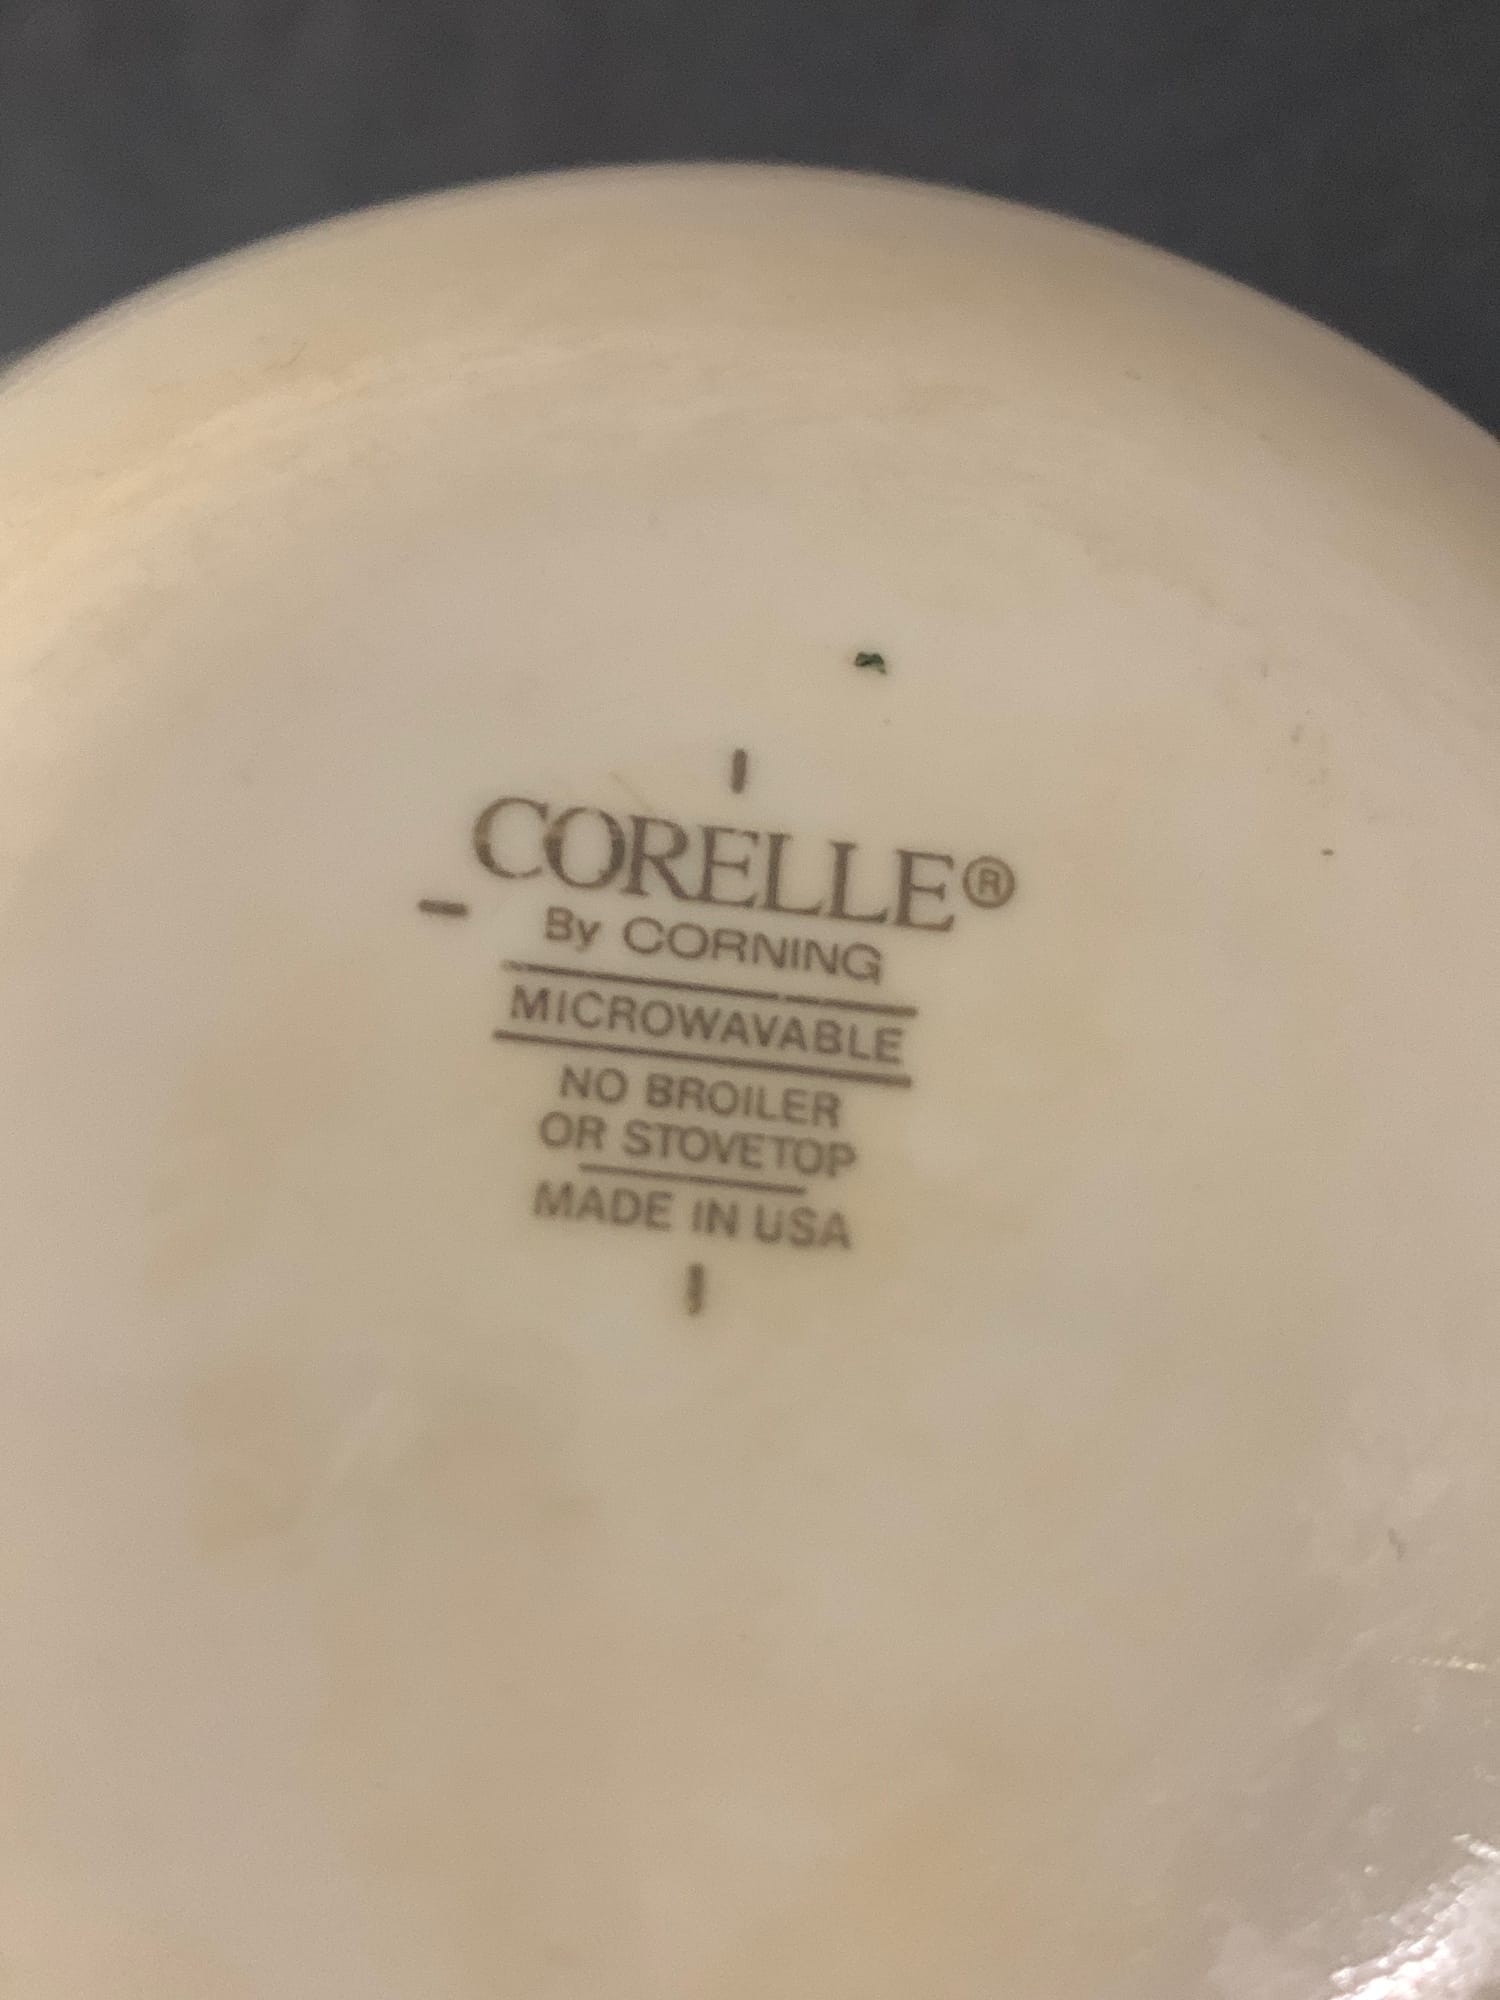 CORELLE®
By CORNING
MICROWAVABLE
NO BROILER
OR STOVETOP
MADE IN USA